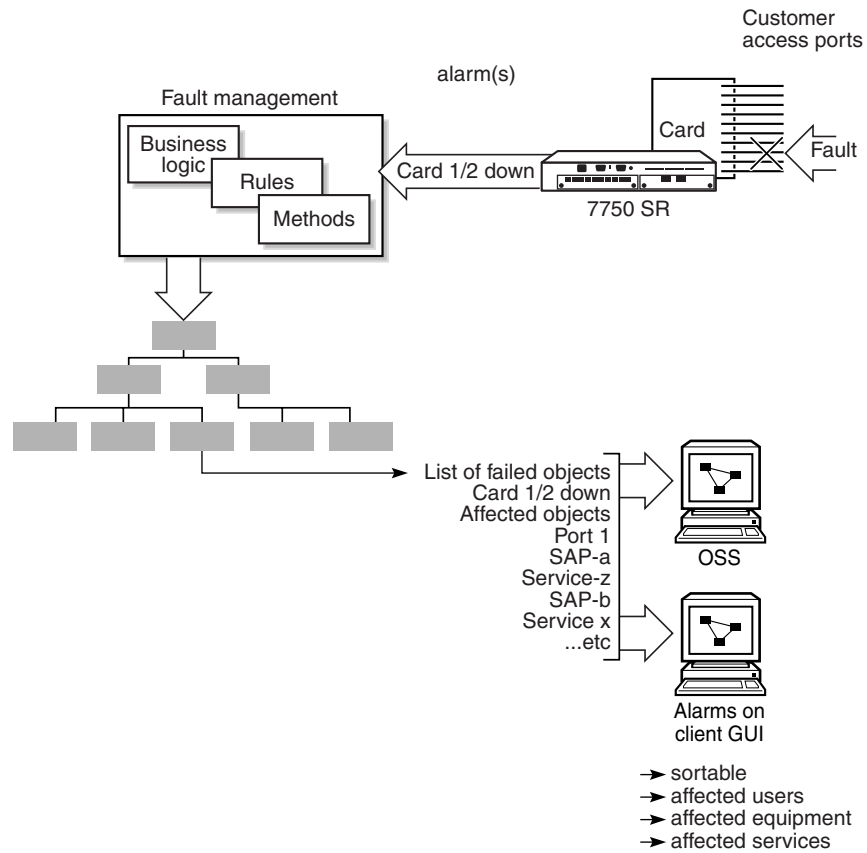 Customer
access ports
alarm(s)
Fault management
Card
Business
logic
Fault
Card 1/2 down
Rules
Methods
7750 SR
List of failed objects
Card 1/2 down
Affected objects
Port 1
SAP-a
Service-z
SAP-b
Service x
...etc
OSS
Alarms on
client GUI
sortable
affected users
affected equipment
affected services